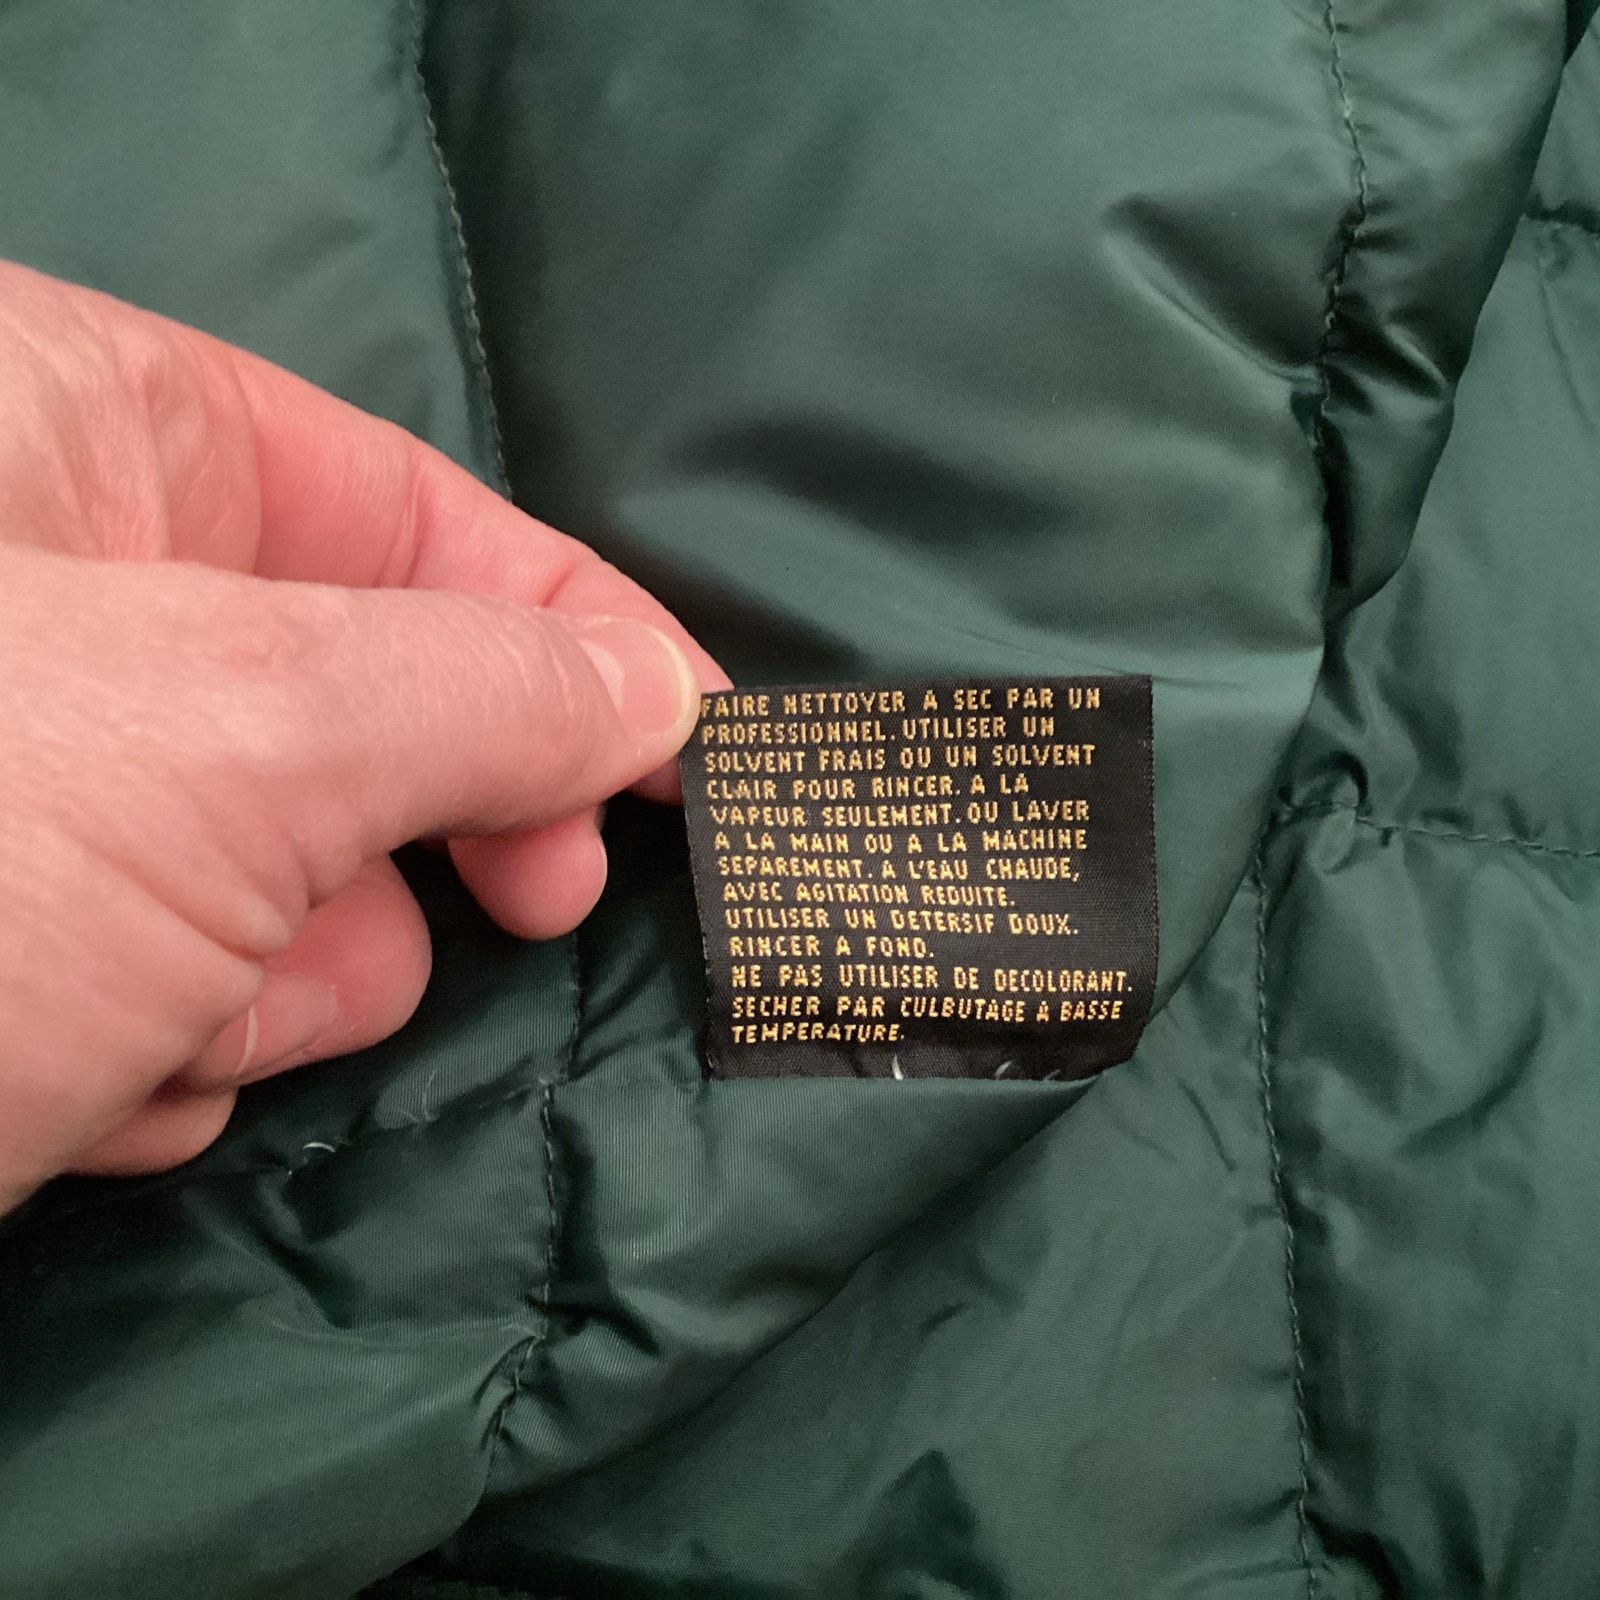 FAIRE NETTOYER A SEC PAR UN
PROFESSIONNEL. UTILISER UN
SOLVENT FRAIS OU UN SOLVENT
CLAIR POUR RINCER. A LA
VAPEUR SEULEMENT. OU LAVER
A LA MAIN OU A LA MACHINE
SEPAREMENT. A L'EAU CHAUDE,
AVEC AGITATION REDUITE.
UTILISER UN DETERSIF DOUX.
RINCER A FOND.
NE PAS UTILISER DE DECOLORANT.
SECHER PAR CULBUTAGE A BASSE
TEMPERATURE.